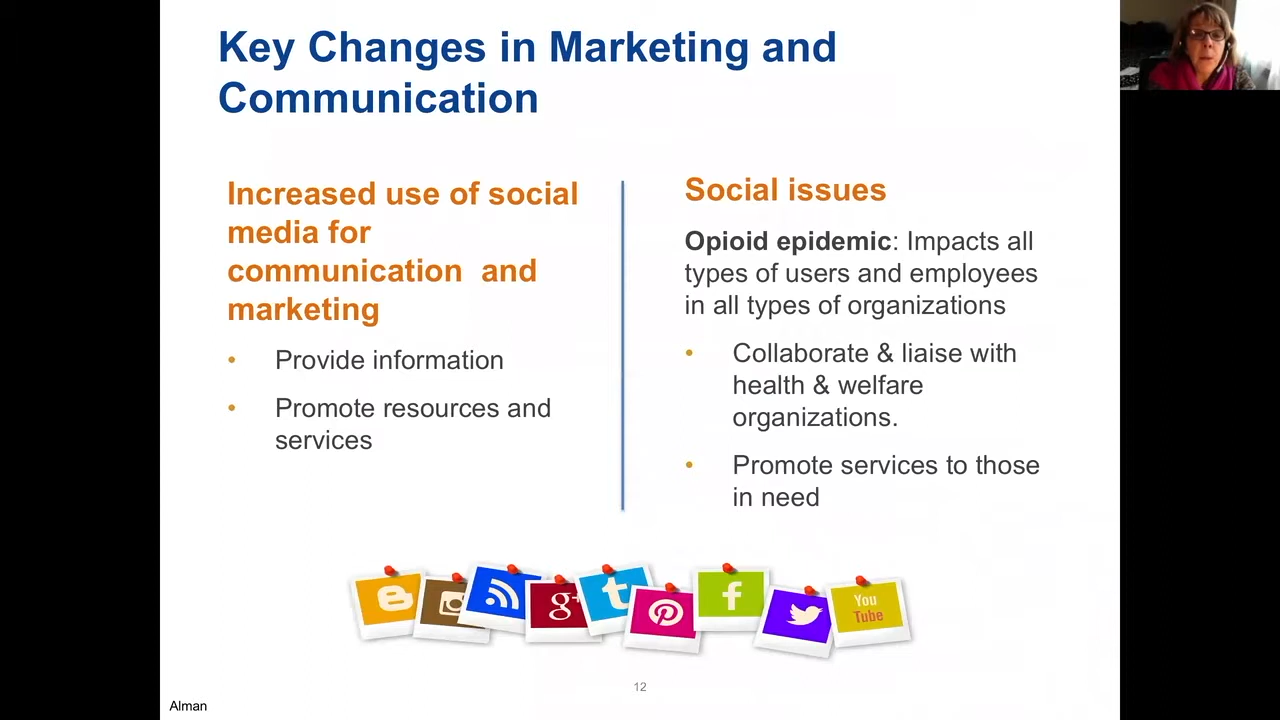 Key Changes in Marketing and
Communication
Increased use of social
media for
communication  and
marketing
• Provide information
• Promote resources and
services
Social issues
Opioid epidemic: Impacts all
types of users and employees
in all types of organizations
• Collaborate & liaise with
health & welfare
organizations.
• Promote services to those
in need
g+
t
f
You
Tube
12
Alman